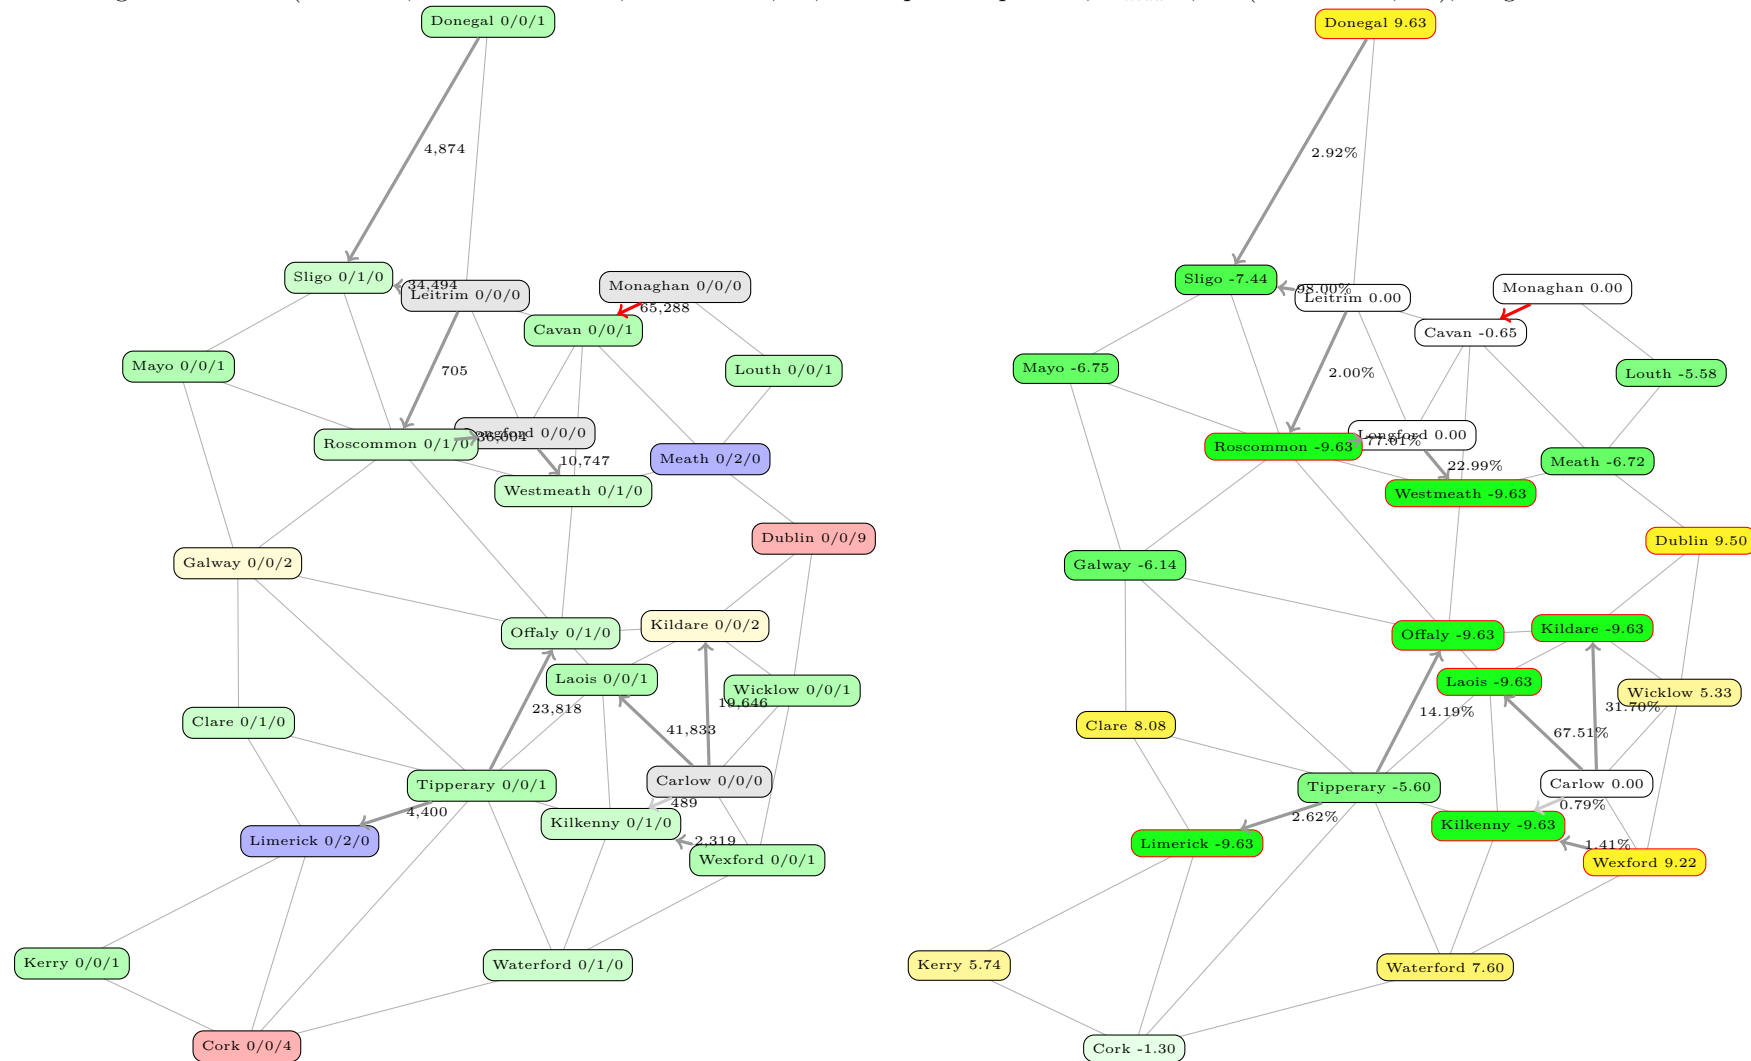 Donegal 0/0/1
4,874
Sligo 0/1/0
34,494
Leitrim 0/0/0
Monaghan 0/0/0
65,288
Cavan 0/0/1
Mayo 0/0/1
705
Louth 0/0/1
Roscommon 0/1/0
36,004
Longford 0/0/0
10,747
Meath 0/2/0
Westmeath 0/1/0
Dublin 0/0/9
Galway 0/0/2
Offaly 0/1/0
Kildare 0/0/2
Laois 0/0/1
Wicklow 0/0/1
19,646
23,818
Clare 0/1/0
41,833
Tipperary 0/0/1
Carlow 0/0/0
489
4,400
Kilkenny 0/1/0
2,319
Limerick 0/2/0
Wexford 0/0/1
Kerry 0/0/1
Waterford 0/1/0
Cork 0/0/4
Donegal 9.63
2.92%
Sligo -7.44
98.00%
Leitrim 0.00
Monaghan 0.00
Cavan -0.65
Mayo -6.75
2.00%
Louth -5.58
Roscommon -9.63
77.01%
Longford 0.00
22.99%
Meath -6.72
Westmeath -9.63
Dublin 9.50
Galway -6.14
Offaly -9.63
Kildare -9.63
Laois -9.63
Wicklow 5.33
31.70%
14.19%
Clare 8.08
67.51%
Tipperary -5.60
Carlow 0.00
0.79%
2.62%
Kilkenny -9.63
1.41%
Limerick -9.63
Wexford 9.22
Kerry 5.74
Waterford 7.60
Cork -1.30